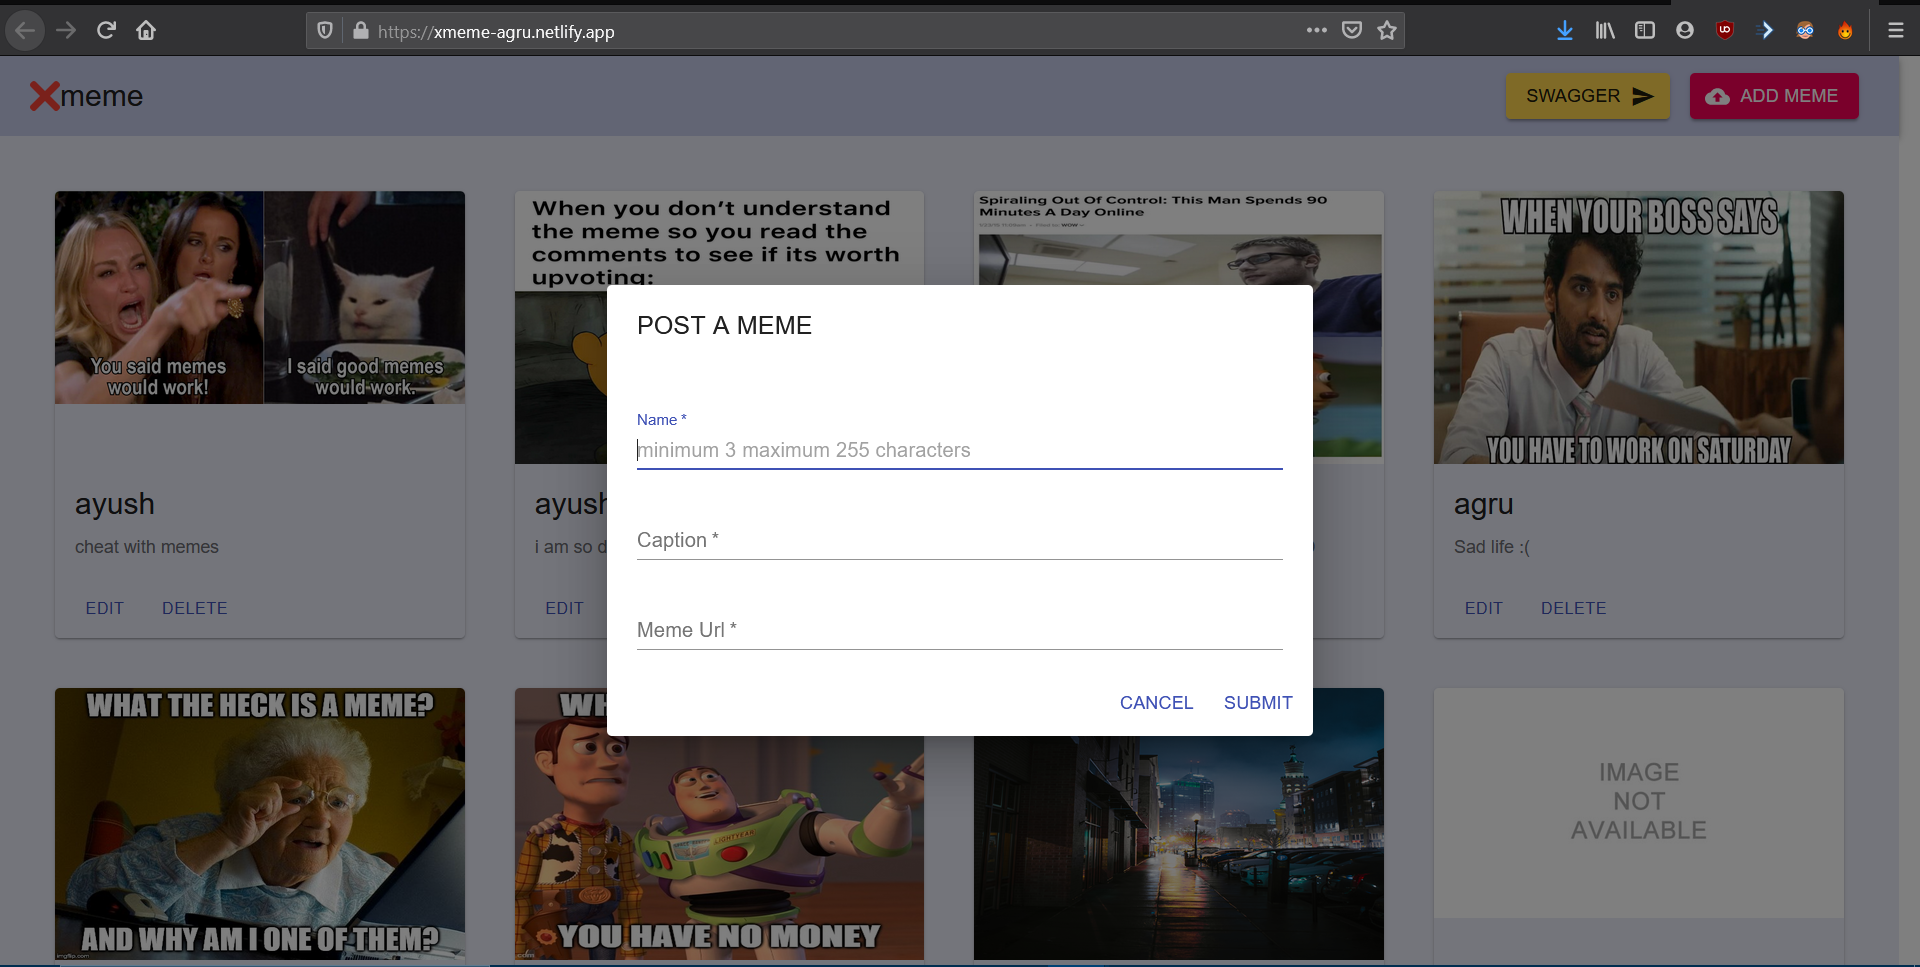 https://xmeme-agru.netlify.app
meme
SWAGGER
ADD MEME
You said memes
would work!
I said good memes
would work.
When you don't understand
the meme so you read the
comments to see if its worth
upvoting:
Spiraling Out Of Control: This Man Spends 90
Minutes A Day Online
WHEN YOUR BOSS SAYS
YOU HAVE TO WORK ON SATURDAY
ayush
cheat with memes
EDIT
DELETE
ayush
i am so d
EDIT
agru
Sad life :(
EDIT
DELETE
POST A MEME
Name *
minimum 3 maximum 255 characters
Caption *
Meme Url *
CANCEL
SUBMIT
WHAT THE HECK IS A MEME?
AND WHY AM I ONE OF THEM?
imgflip.com
WH
LIGHTYEAR
YOU HAVE NO MONEY
IMAGE
NOT
AVAILABLE